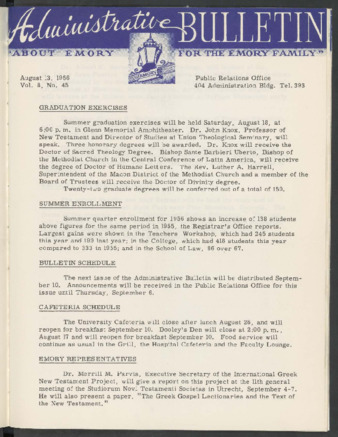 Administrative BULLETIN
"ABOUT EMORY FOR THE EMORY FAMILY"
August 13, 1956 Public Relations Office
Vol. 8, No. 45 404 Administration Bldg. Tel. 393
GRADUATION EXERCISES
Summer graduation exercises will be held Saturday, August 18, at
6:00 p.m. in Glenn Memorial Amphitheater. Dr. John Knox, Professor of
New Testament and Director of Studies at Union Theological Seminary, will
speak. Three honorary degrees will be awarded. Dr. Knox will receive the
Doctor of Sacred Theology Degree. Bishop Sante Barbieri Uberto, Bishop of
the Methodist Church in the Central Conference of Latin America, will receive
the degree of Doctor of Humane Letters. The Rev. Luther A. Harrell,
Superintendent of the Macon District of the Methodist Church and a member of the
Board of Trustees will receive the Doctor of Divinity degree.
Twenty-two graduate degrees will be conferred out of a total of 150.
SUMMER ENROLLMENT
Summer quarter enrollment for 1956 shows an increase of 138 students
above figures for the same period in 1955, the Registrar's Office reports.
Largest gains were shown in the Teachers Workshop, which had 245 students
this year and 193 last year; in the College, which had 418 students this year
compared to 333 in 1955; and in the School of Law, 86 over 67.
BULLETIN SCHEDULE
The next issue of the Administrative Bulletin will be distributed Septem-
ber 10. Announcements will be received in the Public Relations Office for this
issue until Thursday, September 6.
CAFETERIA SCHEDULE
The University Cafeteria will close after lunch August 26, and will
reopen for breakfast September 10. Dooley's Den will close at 2:00 p.m.,
August 17 and will reopen for breakfast September 10. Food service will
continue as usual in the Grill, the Hospital Cafeteria and the Faculty Lounge.
EMORY REPRESENTATIVES
Dr. Merrill M. Parvis, Executive Secretary of the International Greek
New Testament Project, will give a report on this project at the 11th general
meeting of the Studiorum Novi Testamenti Societas in Utrecht, September 4-7.
He will also present a paper, "The Greek Gospel Lectionaries and the Text of
the New Testament."